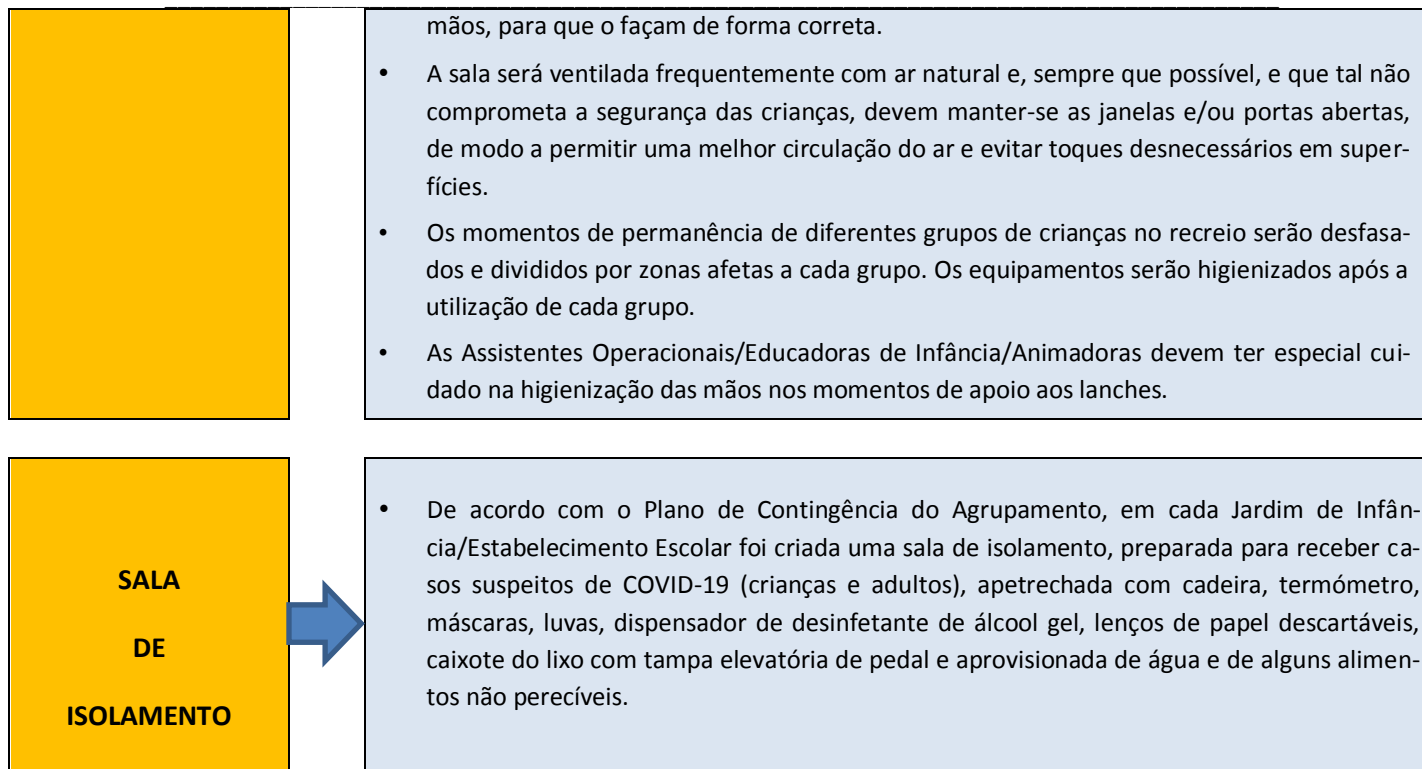 mãos, para que o façam de forma correta.
• A sala será ventilada frequentemente com ar natural e, sempre que possível, e que tal não
comprometa a segurança das crianças, devem manter-se as janelas e/ou portas abertas,
de modo a permitir uma melhor circulação do ar e evitar toques desnecessários em super-
fícies.
• Os momentos de permanência de diferentes grupos de crianças no recreio serão desfasa-
dos e divididos por zonas afetas a cada grupo. Os equipamentos serão higienizados após a
utilização de cada grupo.
• As Assistentes Operacionais/Educadoras de Infância/Animadoras devem ter especial cui-
dado na higienização das mãos nos momentos de apoio aos lanches.
SALA
DE
ISOLAMENTO
• De acordo com o Plano de Contingência do Agrupamento, em cada Jardim de Infân-
cia/Estabelecimento Escolar foi criada uma sala de isolamento, preparada para receber ca-
sos suspeitos de COVID-19 (crianças e adultos), apetrechada com cadeira, termómetro,
máscaras, luvas, dispensador de desinfetante de álcool gel, lenços de papel descartáveis,
caixote do lixo com tampa elevatória de pedal e aprovisionada de água e de alguns alimen-
tos não perecíveis.